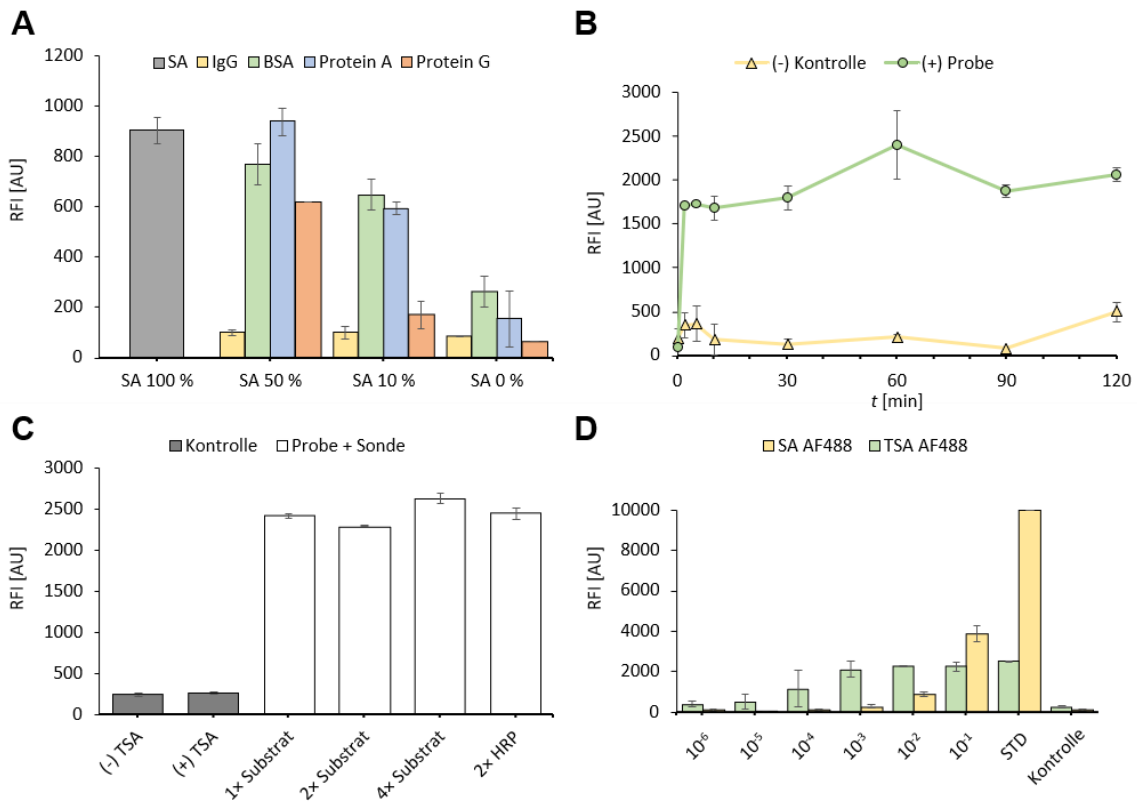 A
SA IgG BSA Protein A Protein G
1200
1000
800
600
400
200
0
RFI [AU]
SA 100 % SA 50 % SA 10 % SA 0 %
B
(-) Kontrolle (+) Probe
3000
2500
2000
1500
1000
500
0
RFI [AU]
0 30 60 90 120
t [min]
C
Kontrolle Probe + Sonde
3000
2500
2000
1500
1000
500
0
RFI [AU]
(-) TSA (+) TSA 1× Substrat 2× Substrat 4× Substrat 2× HRP
D
SA AF488 TSA AF488
10000
8000
6000
4000
2000
0
RFI [AU]
10⁻⁶ 10⁻⁵ 10⁻⁴ 10⁻³ 10⁻² 10⁻¹ STD Kontrolle